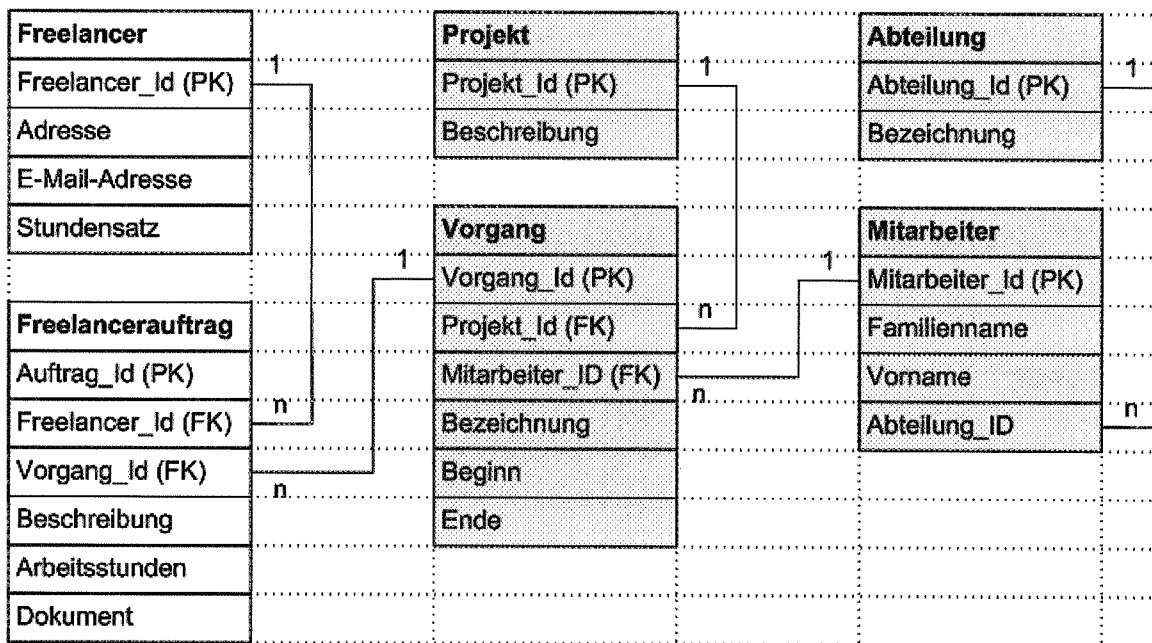 Freelancer
Freelancer_Id (PK)
Adresse
E-Mail-Adresse
Stundensatz
1
Freelancerauftrag
Auftrag_Id (PK)
Freelancer_Id (FK)
n
Vorgang_Id (FK)
n
Beschreibung
Arbeitsstunden
Dokument
Projekt
Projekt_Id (PK)
1
Beschreibung
Vorgang
1
Vorgang_Id (PK)
Projekt_Id (FK)
n
Mitarbeiter_ID (FK)
n
Bezeichnung
Beginn
Ende
Abteilung
Abteilung_Id (PK)
1
Bezeichnung
Mitarbeiter
1
Mitarbeiter_Id (PK)
Familienname
Vorname
Abteilung_ID
n